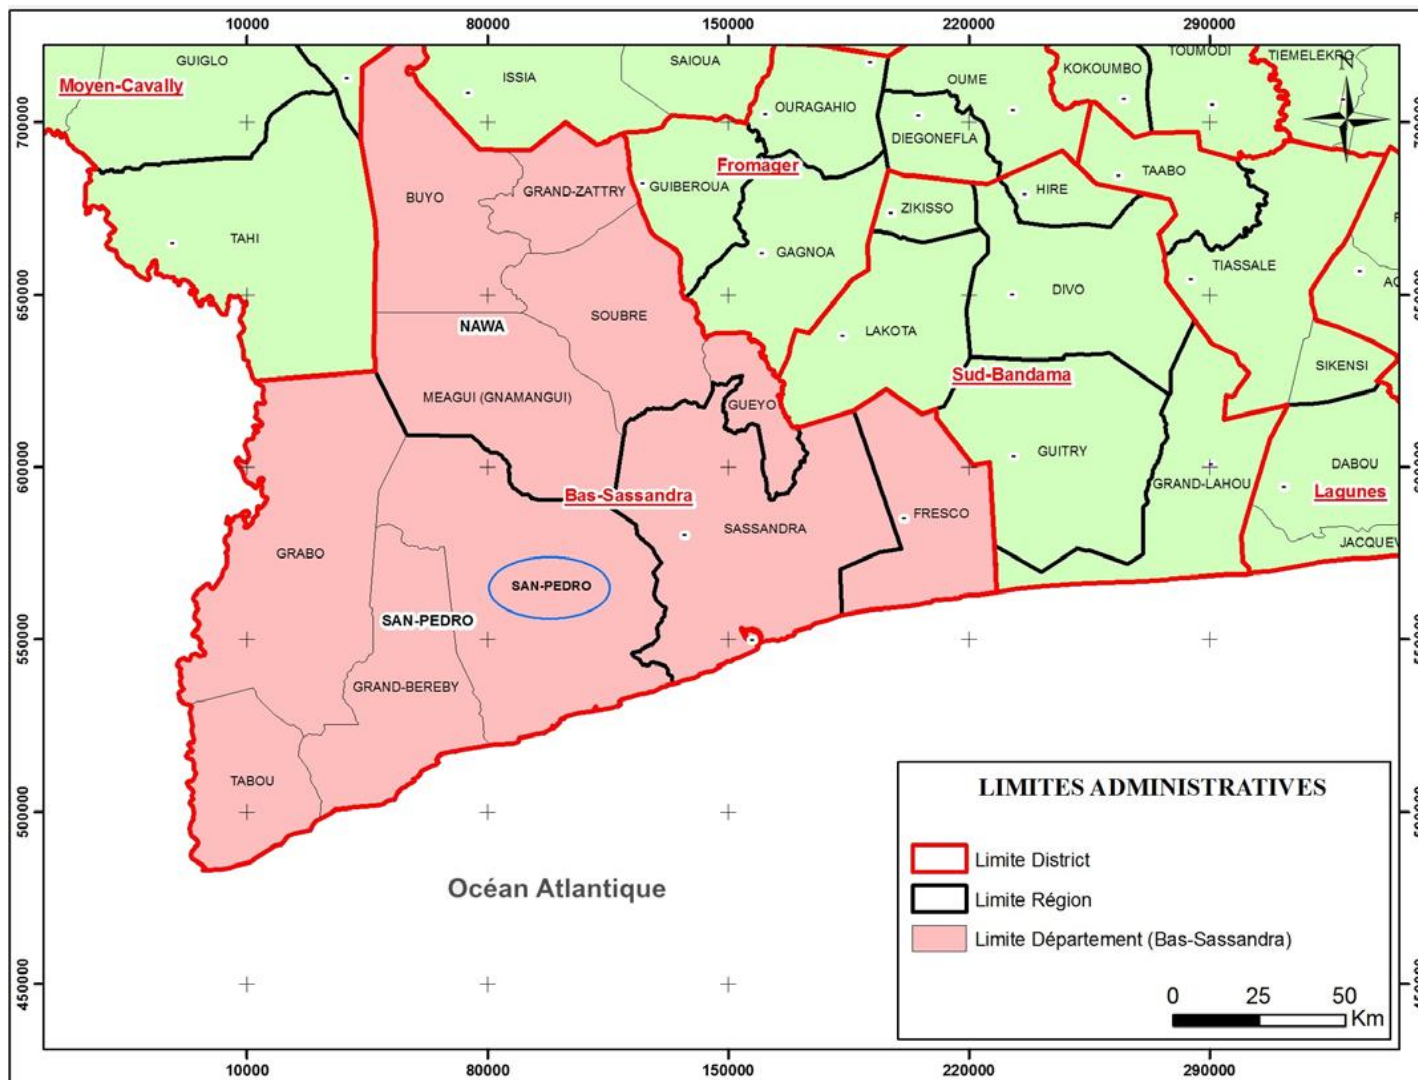 10000 80000 150000 220000 290000
GUIGLO
SAIOUA
TOUMODI
TIEMELEKRO
Moyen-Cavally
ISSIA
OUME
KOKOUMBO
N
OURAGAHIO
700000
DIEGONEFLA
Fromager
TAABO
BUYO
GRAND-ZATTRY
GUIBEROUA
HIRE
ZIKISSO
TAHI
GAGNOA
TIASSALE
650000
DIVO
SOUBRE
NAWA
LAKOTA
SIKENSI
Sud-Bandama
MEAGUI (GNAMANGUI)
GUEYO
600000
GUITRY
DABOU
GRAND-LAHOU
Lagunes
Bas-Sassandra
FRESCO
SASSANDRA
JACQUEV
GRABO
SAN-PEDRO
SAN-PEDRO
550000
GRAND-BEREBY
TABOU
LIMITES ADMINISTRATIVES
500000
Limite District
Océan Atlantique
Limite Région
Limite Département (Bas-Sassandra)
450000
0 25 50
Km
10000 80000 150000 220000 290000